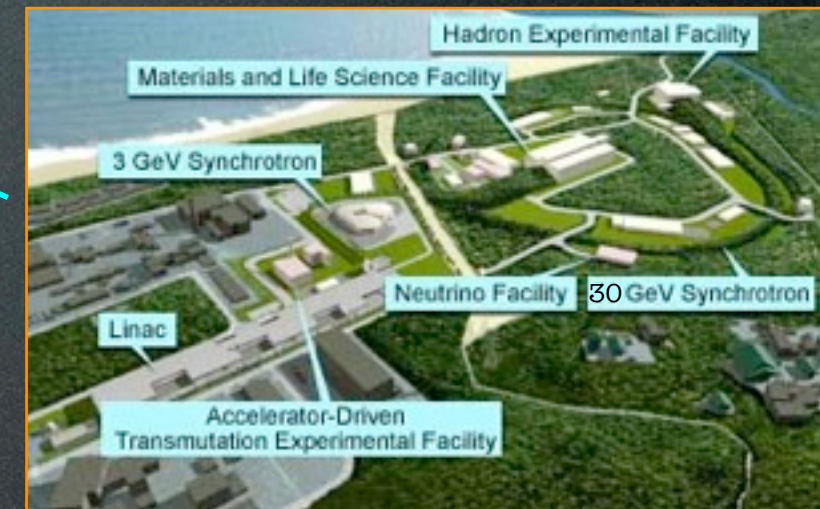 Hadron Experimental Facility
Materials and Life Science Facility
3 GeV Synchrotron
Neutrino Facility
30 GeV Synchrotron
Linac
Accelerator-Driven
Transmutation Experimental Facility